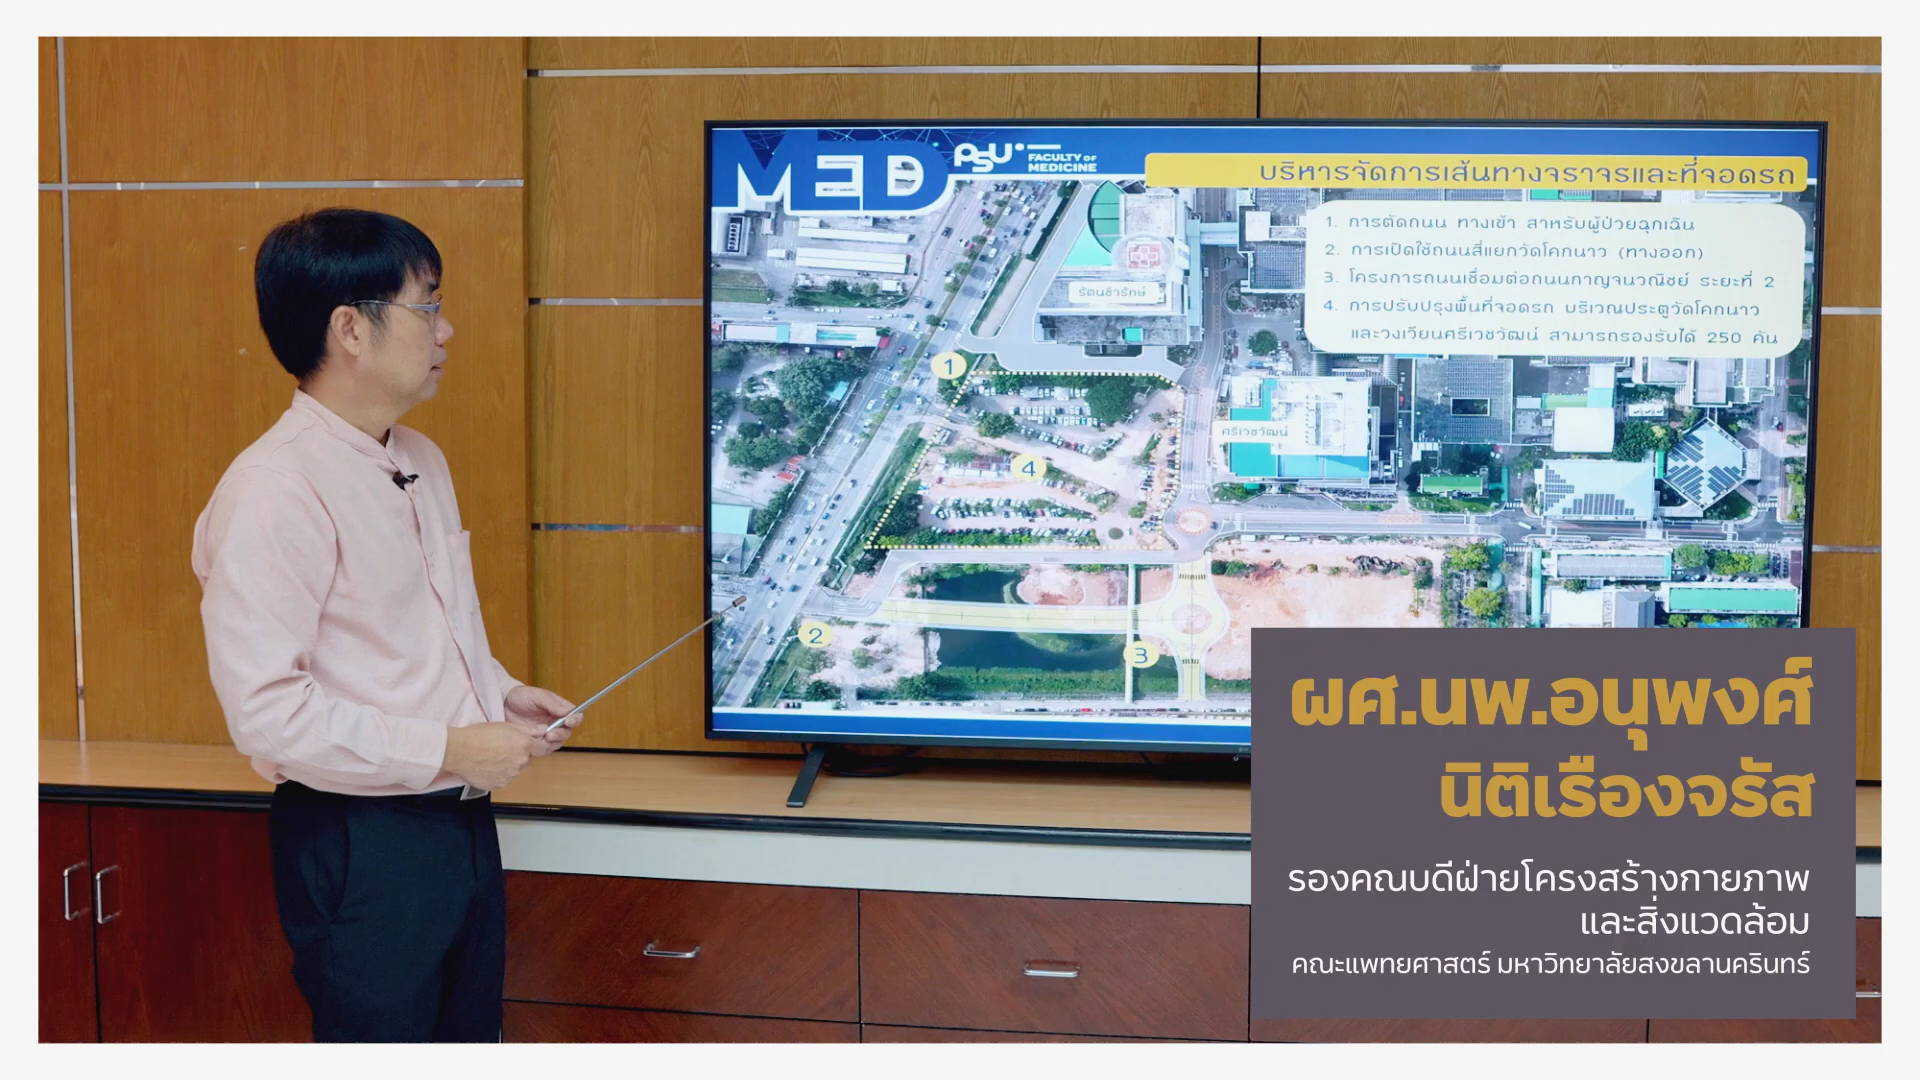 MED PSU FACULTY OF MEDICINE
บริหารจัดการเส้นทางจราจรและที่จอดรถ
1. การตัดถนน ทางเข้า สำหรับผู้ป่วยฉุกเฉิน
2. การเปิดใช้ถนนสี่แยกวัดโคกนาว (ทางออก)
3. โครงการถนนเชื่อมต่อถนนกาญจนวณิชย์ ระยะที่ 2
4. การปรับปรุงพื้นที่จอดรถ บริเวณประตูวัดโคกนาว
และวงเวียนศรีเวชวัฒน์ สามารถรองรับได้ 250 คัน
รัตนชีวรักษ์
1
ศรีเวชวัฒน์
4
2
3
ผศ.นพ.อนุพงศ์
นิติเรืองจรัส
รองคณบดีฝ่ายโครงสร้างกายภาพ
และสิ่งแวดล้อม
คณะแพทยศาสตร์ มหาวิทยาลัยสงขลานครินทร์